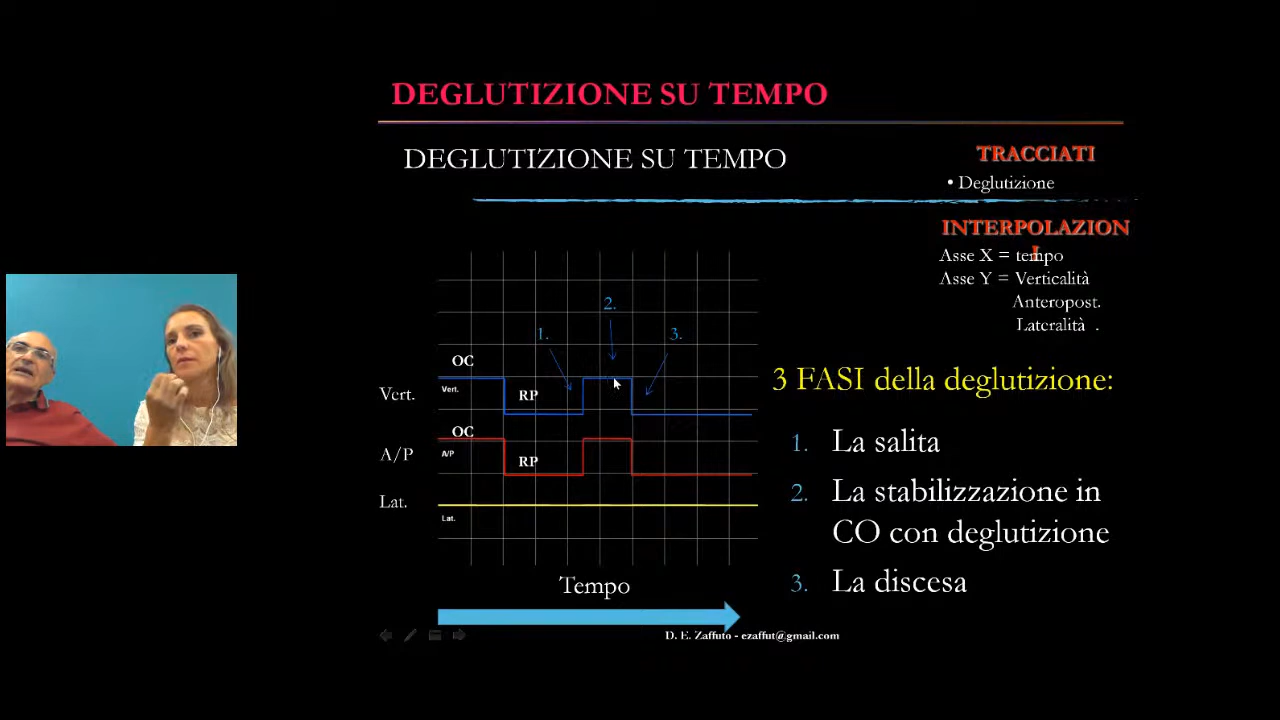 DEGLUTIZIONE SU TEMPO
DEGLUTIZIONE SU TEMPO
TRACCIATI
• Deglutizione
INTERPOLAZION
I
Asse X = tempo
Asse Y = Verticalità
Anteropost.
Lateralità .
2.
1.
3.
OC
Vert.
Vert.
RP
OC
A/P
A/P
RP
Lat.
Lat.
Tempo
3 FASI della deglutizione:
1. La salita
2. La stabilizzazione in
CO con deglutizione
3. La discesa
D. E. Zaffuto - ezaffut@gmail.com